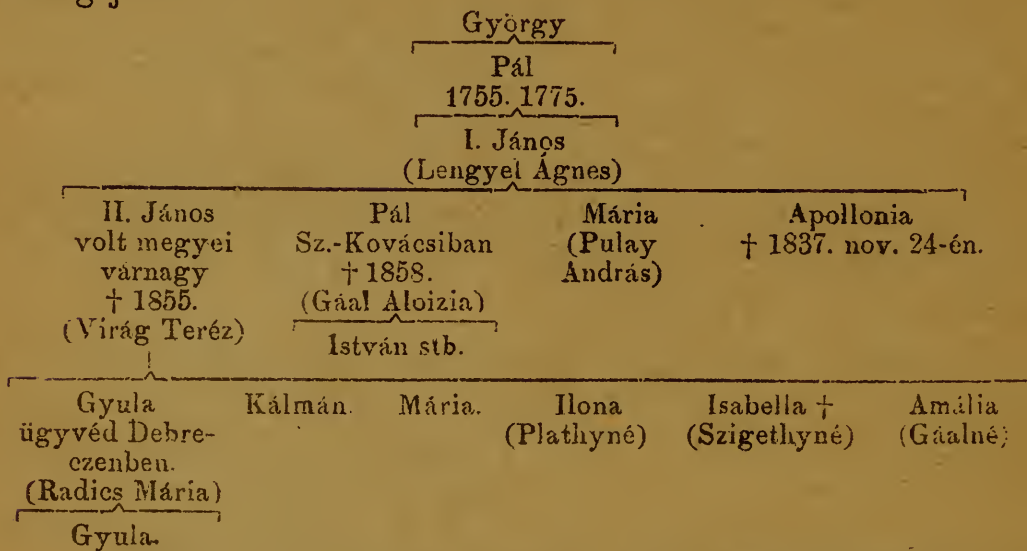 György
Pál
1755. 1775.
I. János
(Lengyel Ágnes)
II. János
volt megyei
várnagy
† 1855.
(Virág Teréz)
Pál
Sz.-Kovácsiban
† 1858.
(Gáal Aloizia)
István stb.
Mária
(Pulay
András)
Apollonia
† 1837. nov. 24-én.
Gyula
ügyvéd Debre-
czenben.
(Radics Mária)
Gyula.
Kálmán.
Mária.
Ilona
(Plathyné)
Isabella †
(Szigethyné)
Amália
(Gáalné)